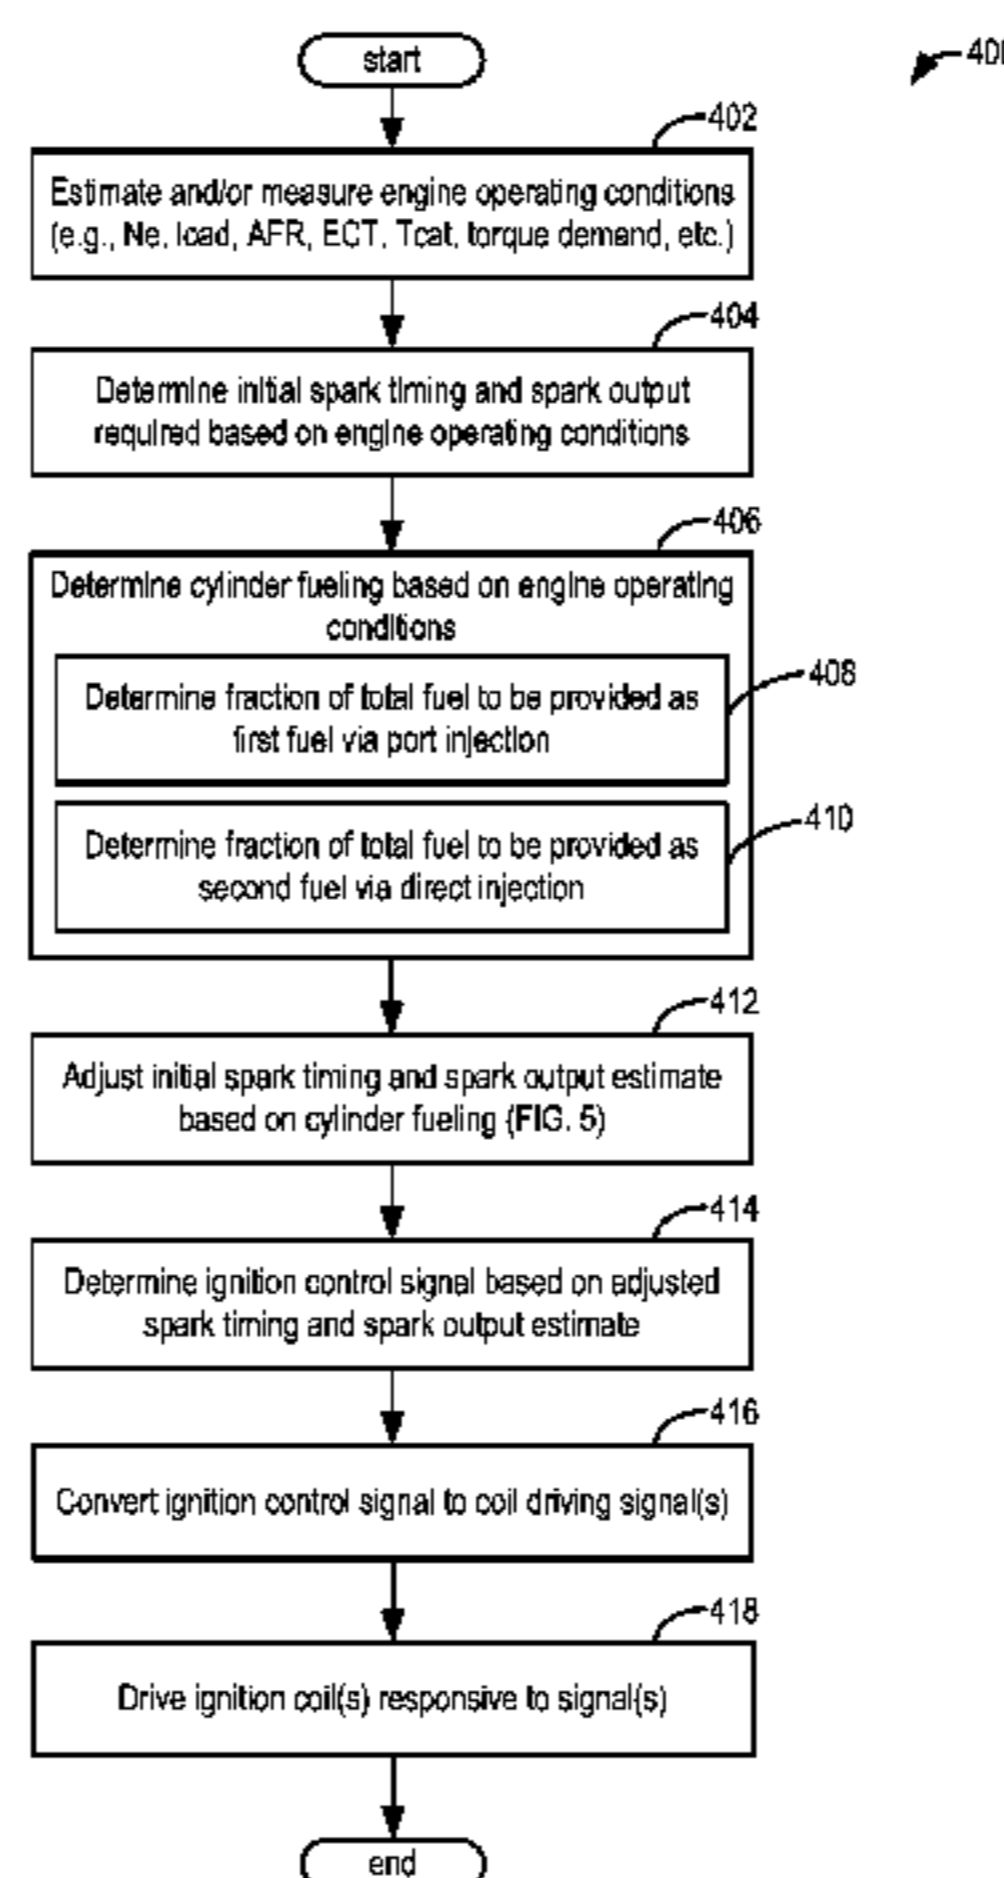 start
402
Estimate and/or measure engine operating conditions
(e.g., Ne, load, AFR, ECT, Tcat, torque demand, etc.)
404
Determine initial spark timing and spark output
required based on engine operating conditions
406
Determine cylinder fueling based on engine operating
conditions
408
Determine fraction of total fuel to be provided as
first fuel via port injection
410
Determine fraction of total fuel to be provided as
second fuel via direct injection
412
Adjust initial spark timing and spark output estimate
based on cylinder fueling (FIG. 5)
414
Determine ignition control signal based on adjusted
spark timing and spark output estimate
416
Convert ignition control signal to coil driving signal(s)
418
Drive ignition coil(s) responsive to signal(s)
end